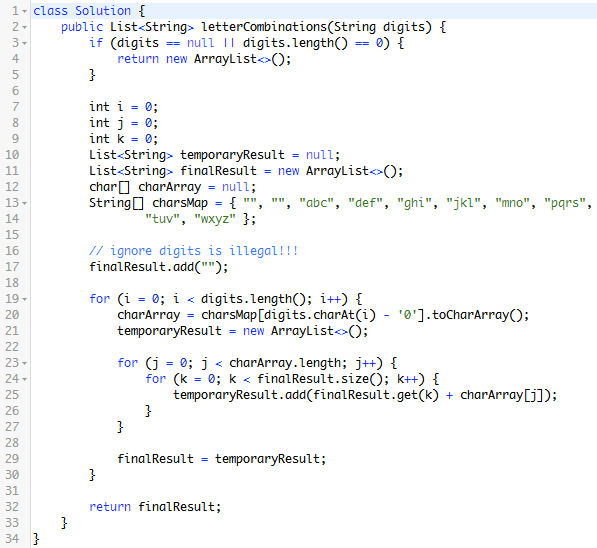 1 class Solution {
2     public List<String> letterCombinations(String digits) {
3         if (digits == null || digits.length() == 0) {
4             return new ArrayList<>();
5         }
6
7         int i = 0;
8         int j = 0;
9         int k = 0;
10         List<String> temporaryResult = null;
11         List<String> finalResult = new ArrayList<>();
12         char[] charArray = null;
13         String[] charsMap = { "", "", "abc", "def", "ghi", "jkl", "mno", "pqrs",
14                 "tuv", "wxyz" };
15
16         // ignore digits is illegal!!!
17         finalResult.add("");
18
19         for (i = 0; i < digits.length(); i++) {
20             charArray = charsMap[digits.charAt(i) - '0'].toCharArray();
21             temporaryResult = new ArrayList<>();
22
23             for (j = 0; j < charArray.length; j++) {
24                 for (k = 0; k < finalResult.size(); k++) {
25                     temporaryResult.add(finalResult.get(k) + charArray[j]);
26                 }
27             }
28
29             finalResult = temporaryResult;
30         }
31
32         return finalResult;
33     }
34 }